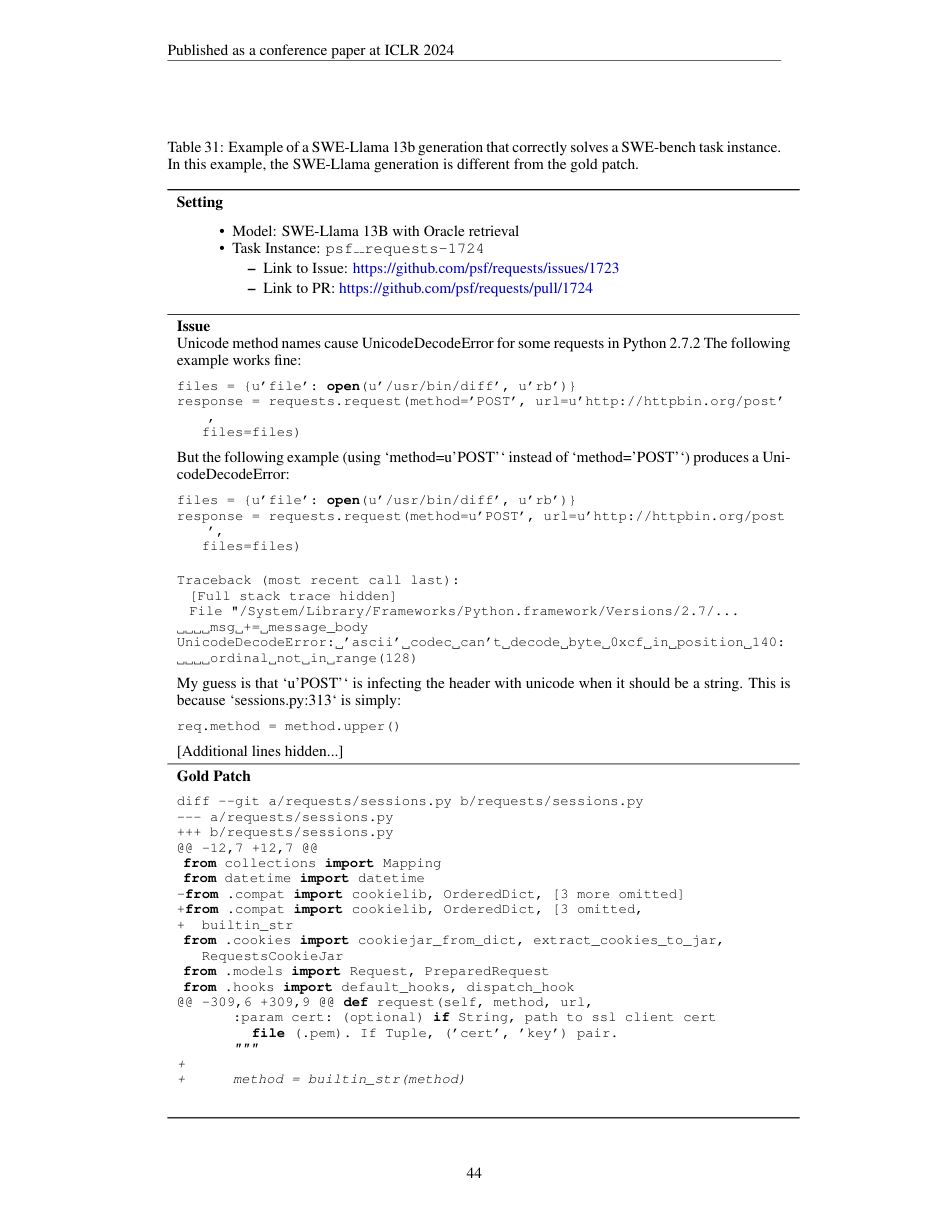 Published as a conference paper at ICLR 2024
Table 31: Example of a SWE-Llama 13b generation that correctly solves a SWE-bench task instance.
In this example, the SWE-Llama generation is different from the gold patch.
Setting
• Model: SWE-Llama 13B with Oracle retrieval
• Task Instance: psf__requests-1724
– Link to Issue: https://github.com/psf/requests/issues/1723
– Link to PR: https://github.com/psf/requests/pull/1724
Issue
Unicode method names cause UnicodeDecodeError for some requests in Python 2.7.2 The following
example works fine:
files = {u’file’: open(u’/usr/bin/diff’, u’rb’)}
response = requests.request(method=’POST’, url=u’http://httpbin.org/post’
,
files=files)
But the following example (using ‘method=u’POST’‘ instead of ‘method=’POST’‘) produces a Uni-
codeDecodeError:
files = {u’file’: open(u’/usr/bin/diff’, u’rb’)}
response = requests.request(method=u’POST’, url=u’http://httpbin.org/post
’,
files=files)
Traceback (most recent call last):
[Full stack trace hidden]
File "/System/Library/Frameworks/Python.framework/Versions/2.7/...
␣␣␣␣msg␣+=␣message_body
UnicodeDecodeError:␣’ascii’␣codec␣can’t␣decode␣byte␣0xcf␣in␣position␣140:
␣␣␣␣ordinal␣not␣in␣range(128)
My guess is that ‘u’POST’‘ is infecting the header with unicode when it should be a string. This is
because ‘sessions.py:313‘ is simply:
req.method = method.upper()
[Additional lines hidden...]
Gold Patch
diff --git a/requests/sessions.py b/requests/sessions.py
--- a/requests/sessions.py
+++ b/requests/sessions.py
@@ -12,7 +12,7 @@
from collections import Mapping
from datetime import datetime
-from .compat import cookielib, OrderedDict, [3 more omitted]
+from .compat import cookielib, OrderedDict, [3 omitted,
+ builtin_str
from .cookies import cookiejar_from_dict, extract_cookies_to_jar,
RequestsCookieJar
from .models import Request, PreparedRequest
from .hooks import default_hooks, dispatch_hook
@@ -309,6 +309,9 @@ def request(self, method, url,
:param cert: (optional) if String, path to ssl client cert
file (.pem). If Tuple, (’cert’, ’key’) pair.
"""
+
+ method = builtin_str(method)
44